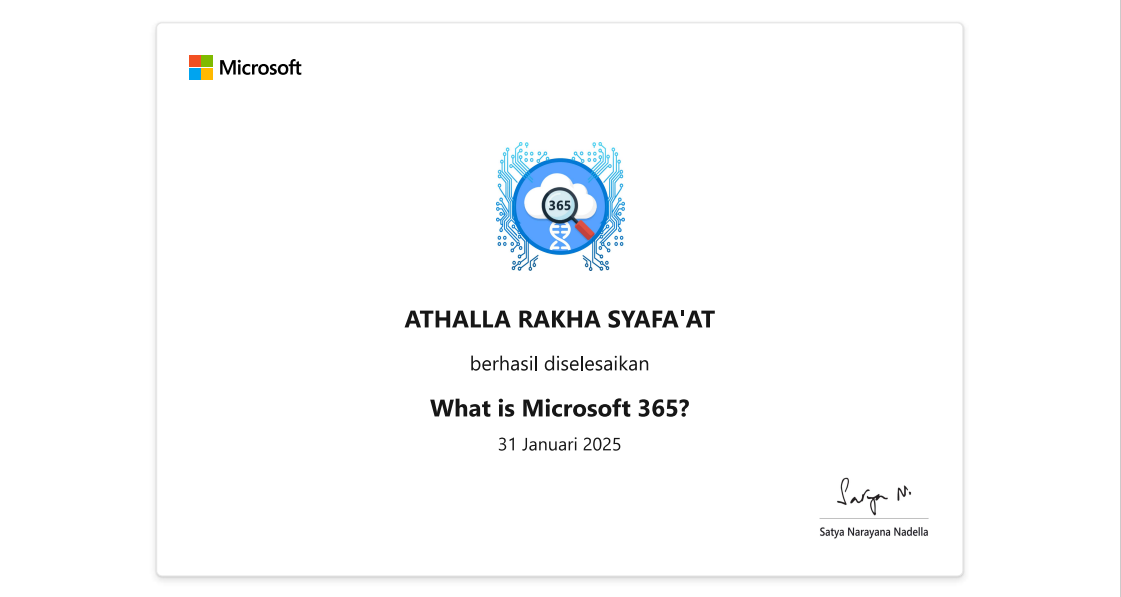 Microsoft
365
ATHALLA RAKHA SYAFA'AT
berhasil diselesaikan
What is Microsoft 365?
31 Januari 2025
Satya N.
Satya Narayana Nadella